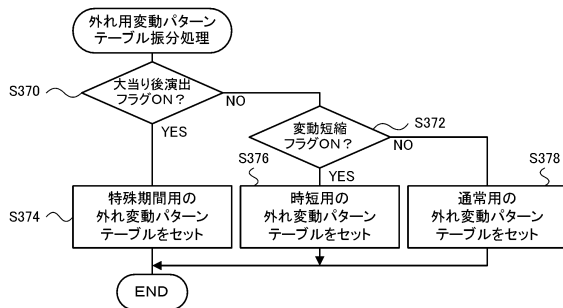 外れ用変動パターン
テーブル振分処理
S370
大当り後演出
フラグON？
NO
YES
S372
変動短縮
フラグON？
NO
YES
S376
S378
S374
特殊期間用の
外れ変動パターン
テーブルをセット
時短用の
外れ変動パターン
テーブルをセット
通常用の
外れ変動パターン
テーブルをセット
END